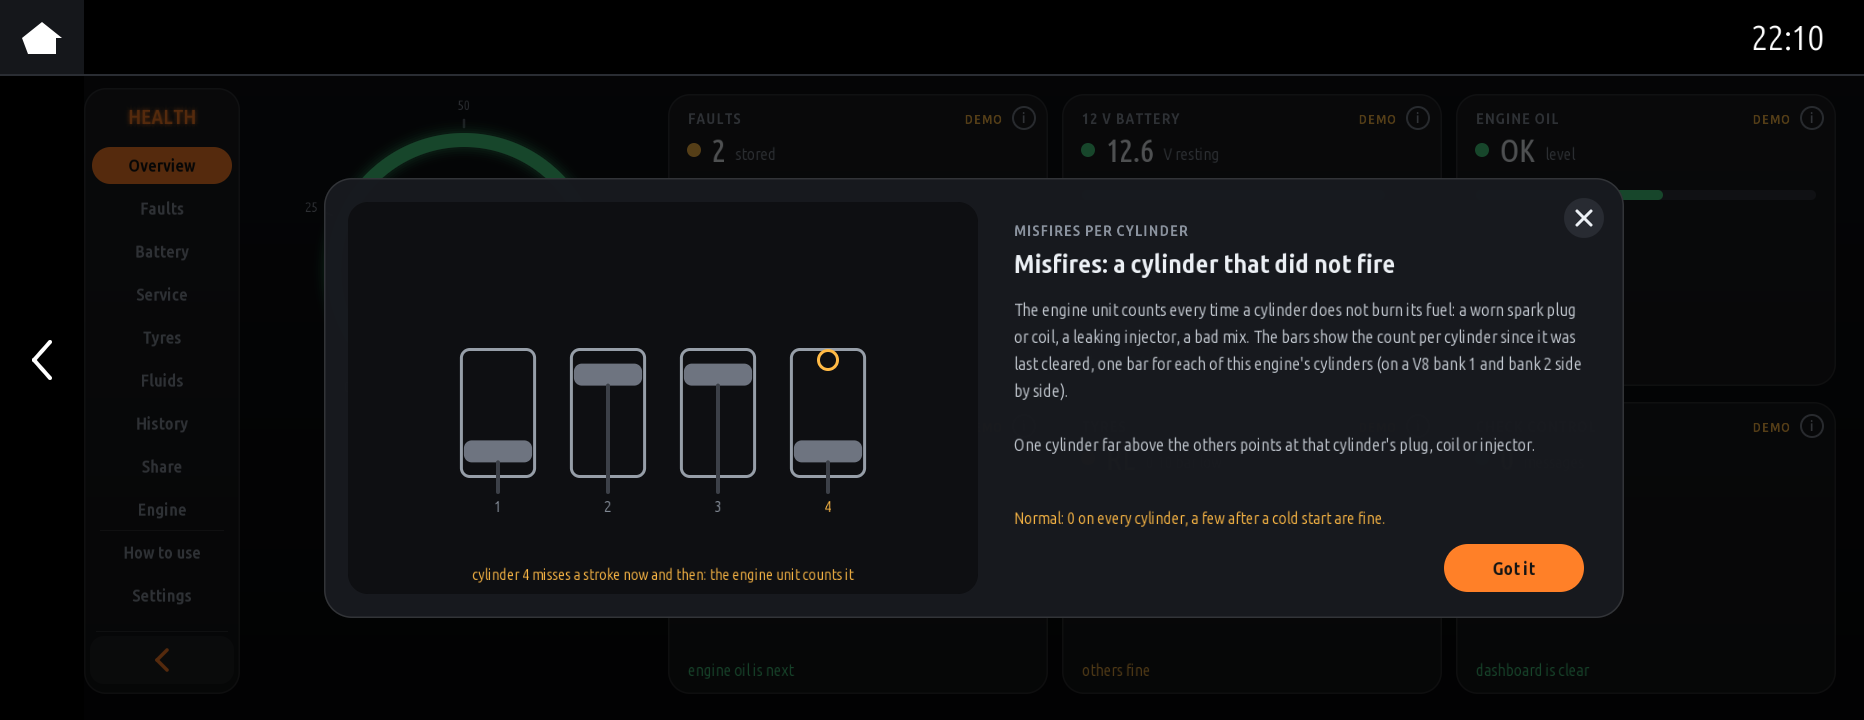 22:10
HEALTH
Overview
Faults
Battery
Service
Tyres
Fluids
History
Share
Engine
How to use
Settings
50
25
FAULTS
DEMO
i
2 stored
12 V BATTERY
DEMO
i
12.6 V resting
ENGINE OIL
DEMO
i
OK level
1
2
3
4
cylinder 4 misses a stroke now and then: the engine unit counts it
MISFIRES PER CYLINDER
Misfires: a cylinder that did not fire
The engine unit counts every time a cylinder does not burn its fuel: a worn spark plug
or coil, a leaking injector, a bad mix. The bars show the count per cylinder since it was
last cleared, one bar for each of this engine's cylinders (on a V8 bank 1 and bank 2 side
by side).
One cylinder far above the others points at that cylinder's plug, coil or injector.
Normal: 0 on every cylinder, a few after a cold start are fine.
Got it
DEMO
i
engine oil is next
others fine
dashboard is clear